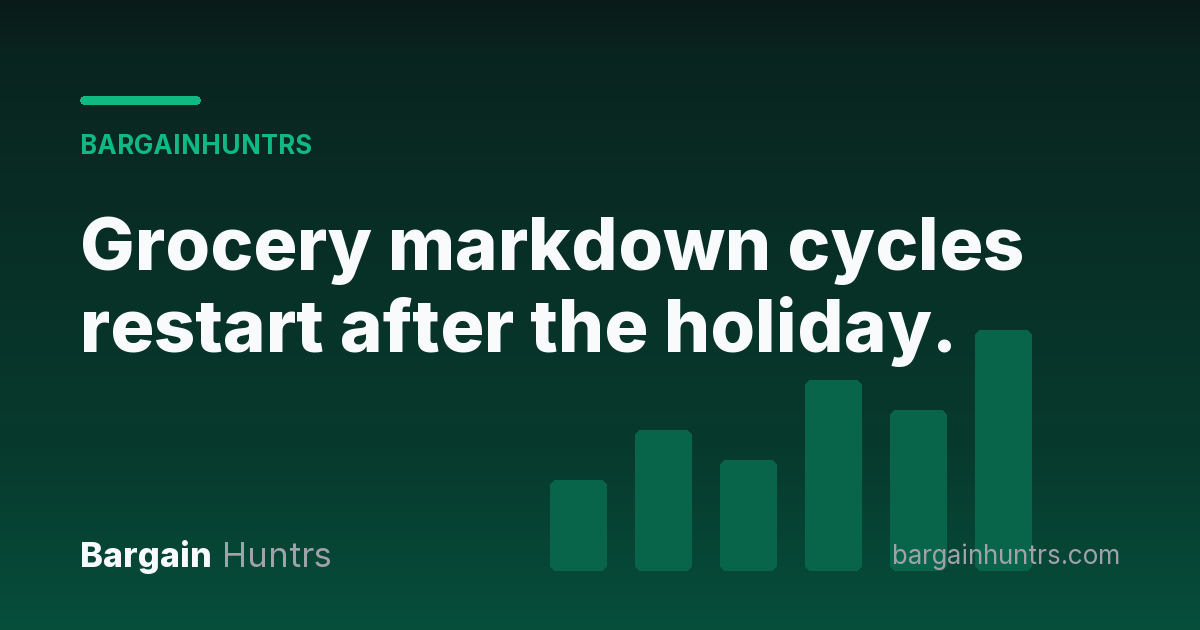 BARGAINHUNTRS
Grocery markdown cycles
restart after the holiday.
Bargain Huntrs
bargainhuntrs.com